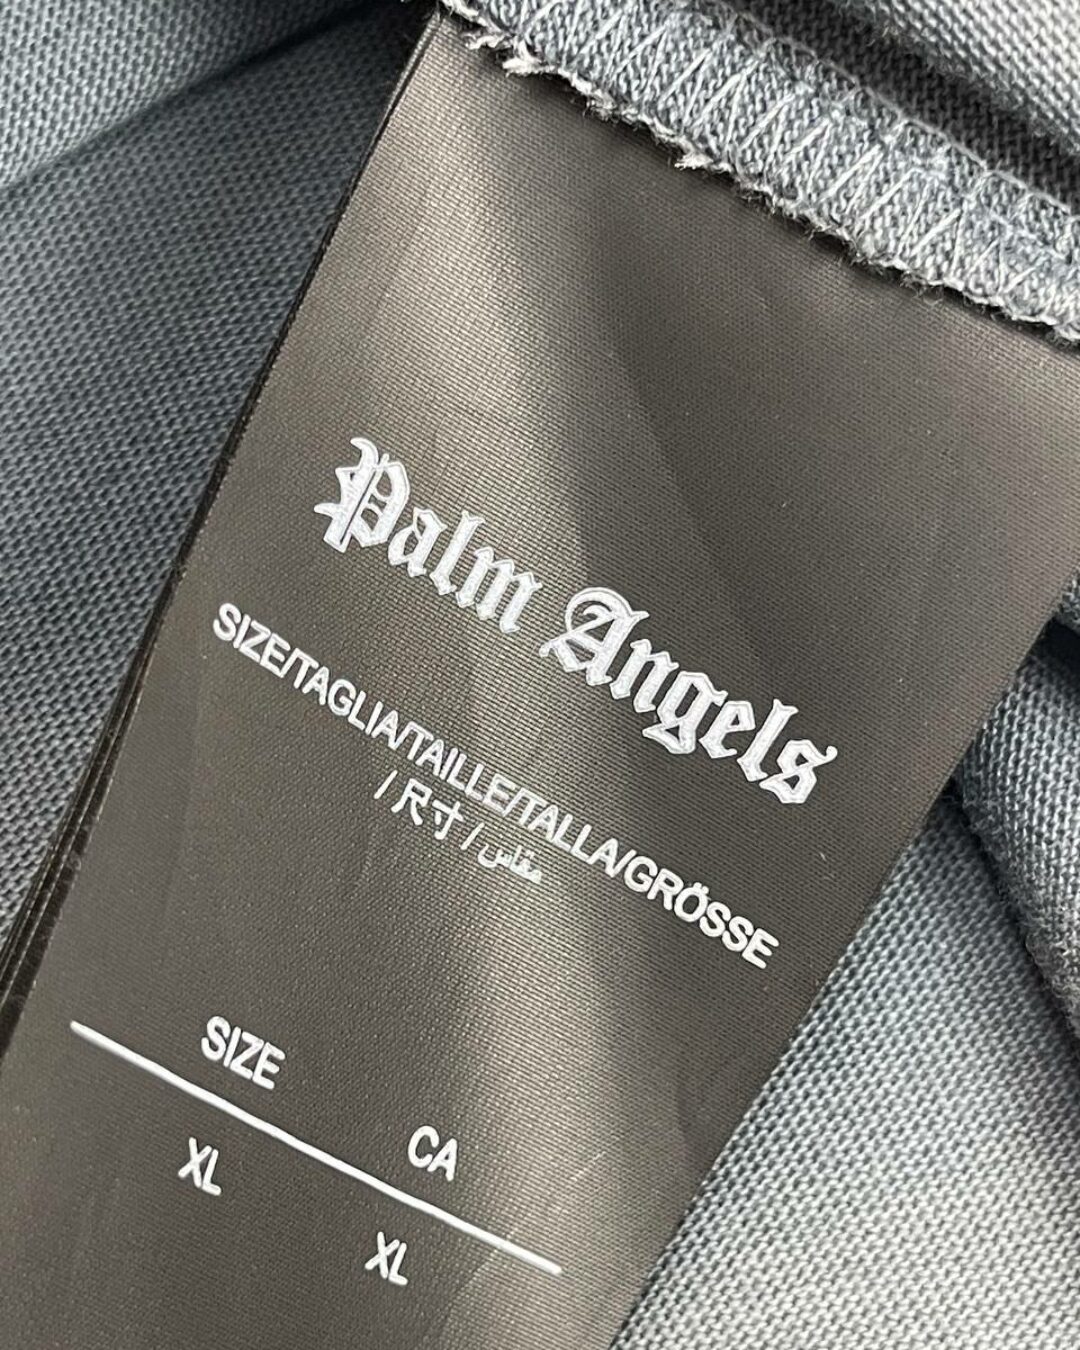 Palm Angels
SIZE/TAGLIA/TAILLE/TALLA/GRÖSSE
/尺寸/مقاس
SIZE CA
XL XL